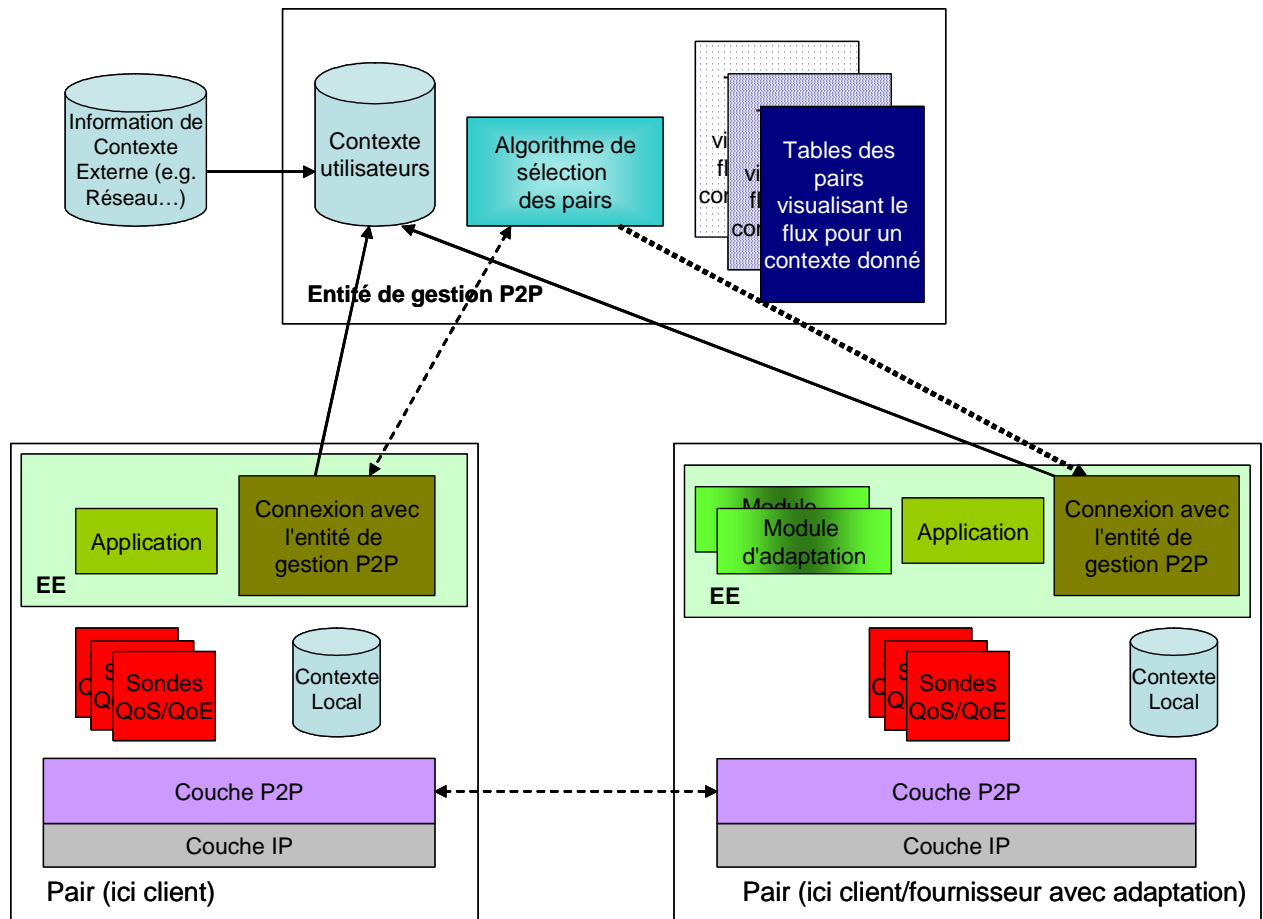 Information de
Contexte
Externe (e.g.
Réseau…)
Contexte
utilisateurs
Algorithme de
sélection
des pairs
Tables des
pairs
visualisant le
flux pour un
contexte donné
Entité de gestion P2P
Application
Connexion avec
l'entité de
gestion P2P
EE
Sondes
QoS/QoE
Contexte
Local
Couche P2P
Couche IP
Pair (ici client)
Module
Module
d'adaptation
Application
Connexion avec
l'entité de
gestion P2P
EE
Sondes
QoS/QoE
Contexte
Local
Couche P2P
Couche IP
Pair (ici client/fournisseur avec adaptation)